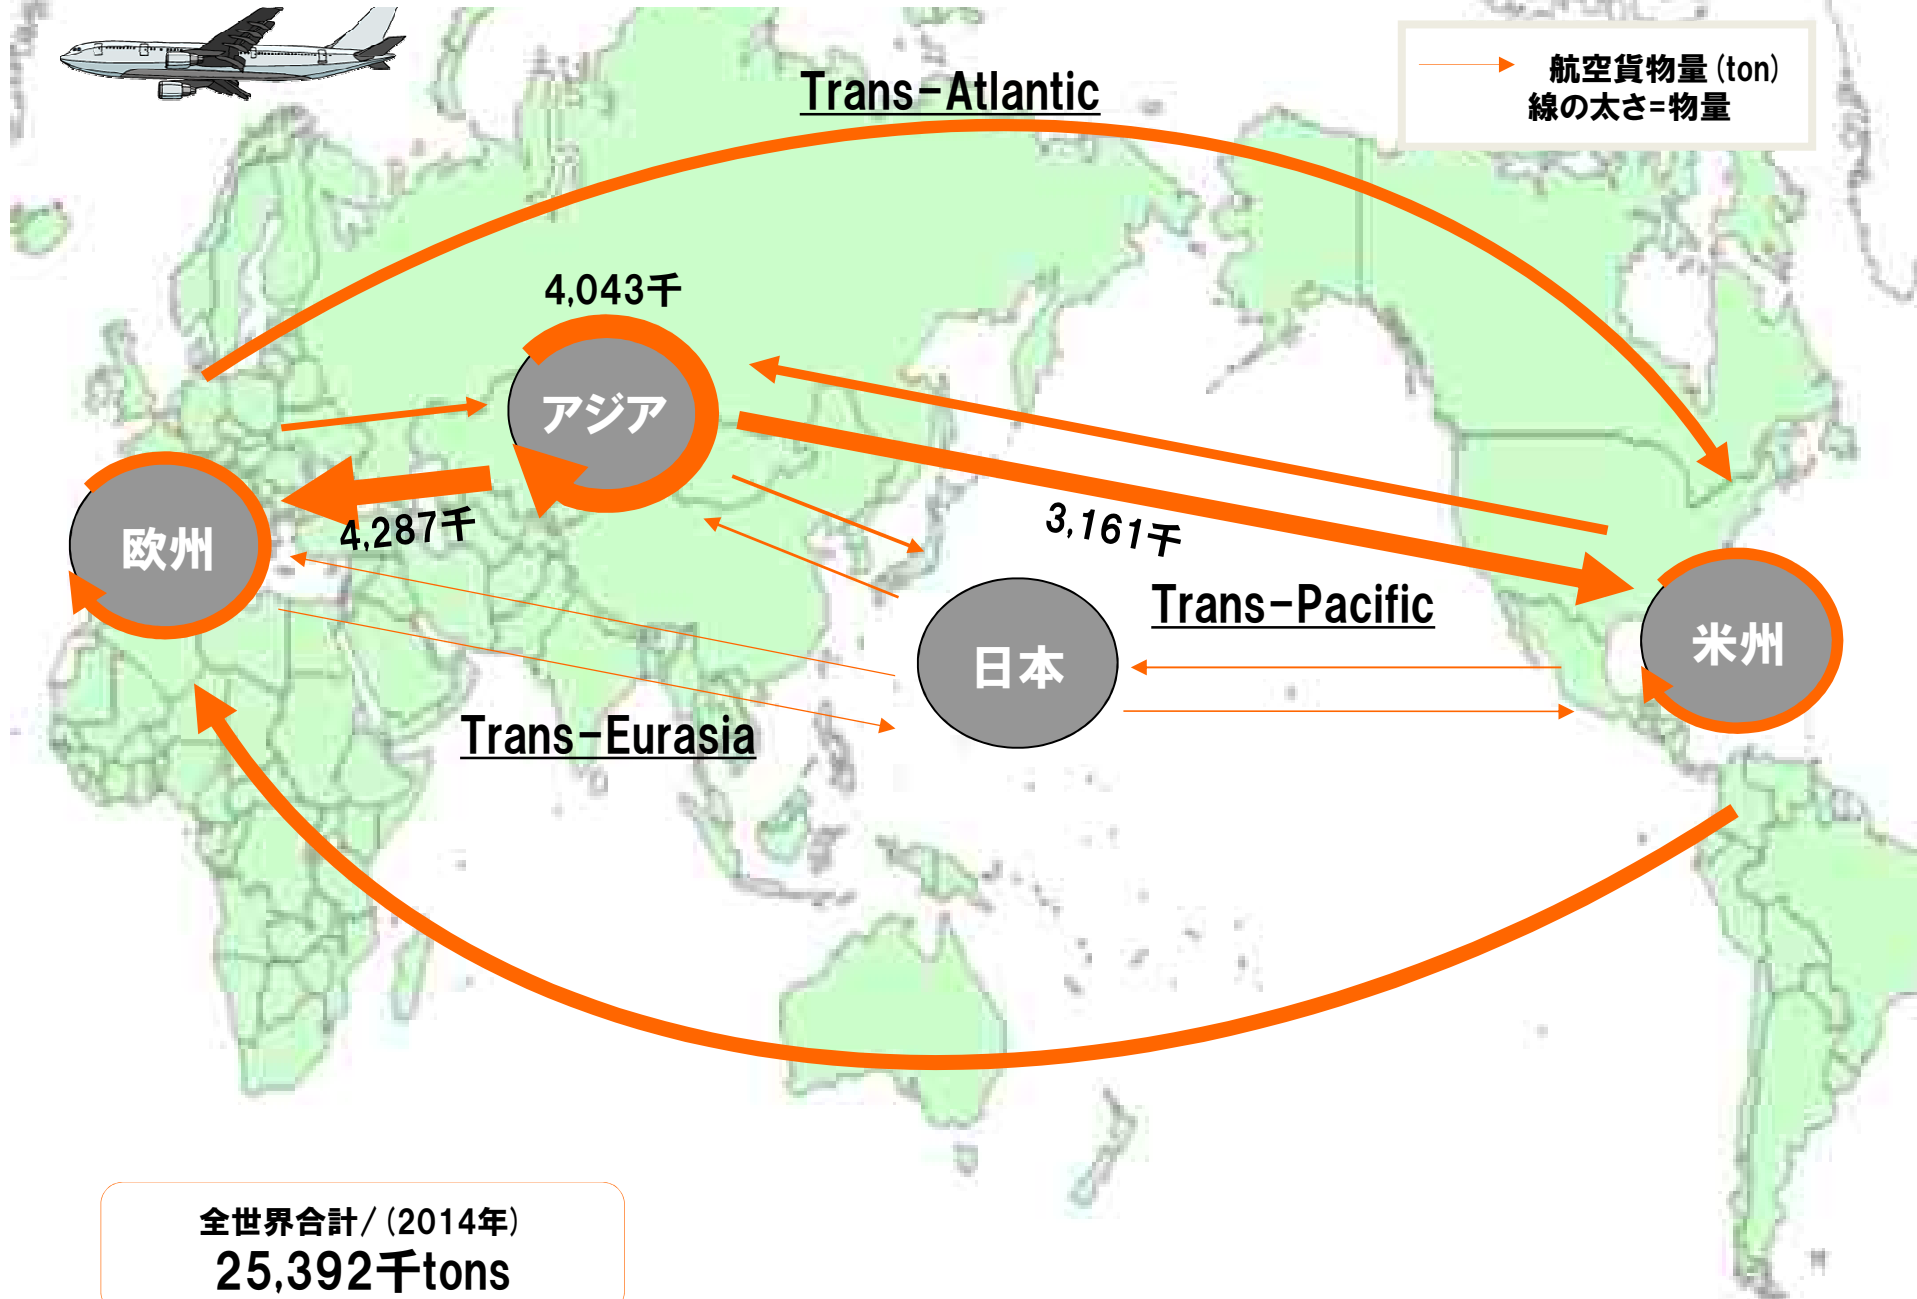 Trans-Atlantic
航空貨物量(ton)
線の太さ=物量
4,043千
アジア
4,287千
欧州
3,161千
Trans-Pacific
米州
日本
Trans-Eurasia
全世界合計/(2014年)
25,392千tons